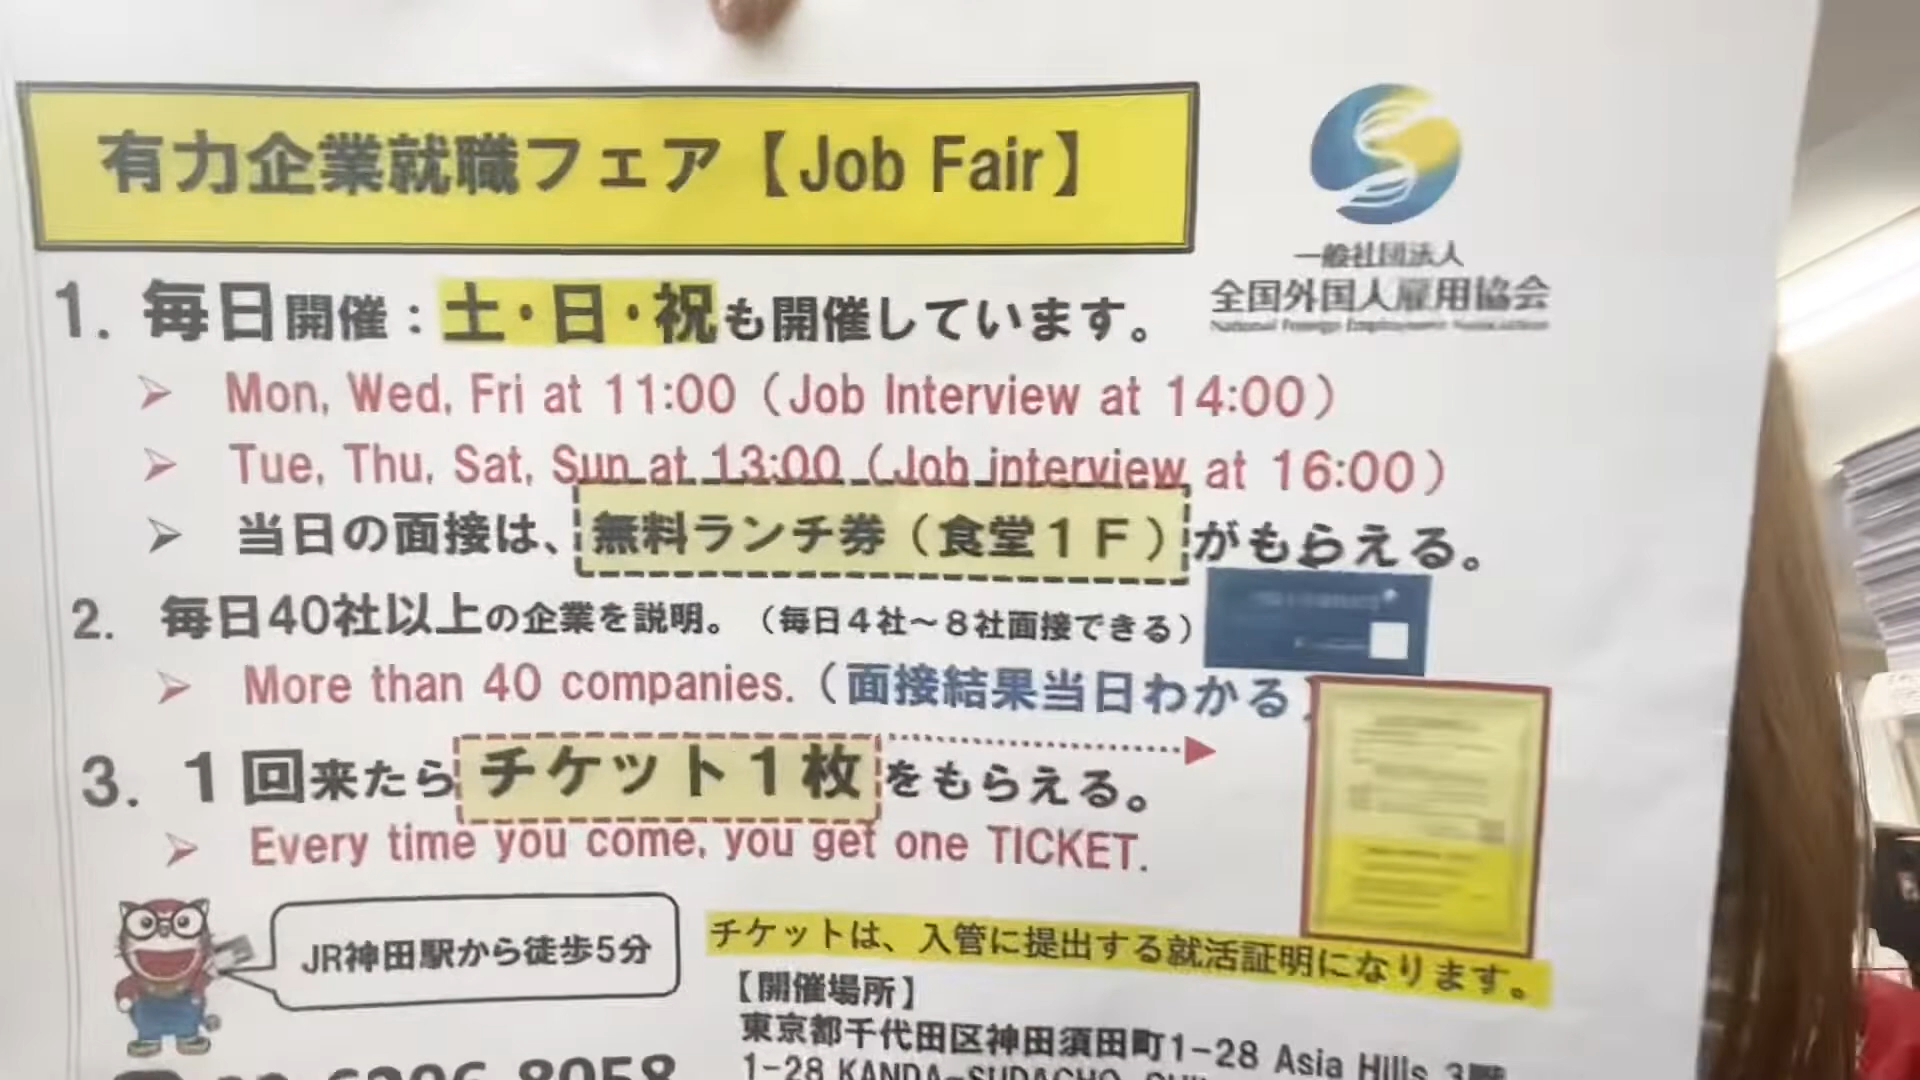 有力企業就職フェア【Job Fair】
一般社団法人
全国外国人雇用協会
National Foreign Employment Association
1. 毎日開催：土・日・祝も開催しています。
➢ Mon, Wed, Fri at 11:00（Job Interview at 14:00）
➢ Tue, Thu, Sat, Sun at 13:00（Job interview at 16:00）
➢ 当日の面接は、無料ランチ券（食堂１Ｆ）がもらえる。
2. 毎日40社以上の企業を説明。（毎日４社～８社面接できる）
➢ More than 40 companies.（面接結果当日わかる）
3. １回来たらチケット１枚をもらえる。
➢ Every time you come, you get one TICKET.
JR神田駅から徒歩5分
チケットは、入管に提出する就活証明になります。
【開催場所】
東京都千代田区神田須田町1-28 Asia Hills 3階
1-28 KANDA-SUDACHO,